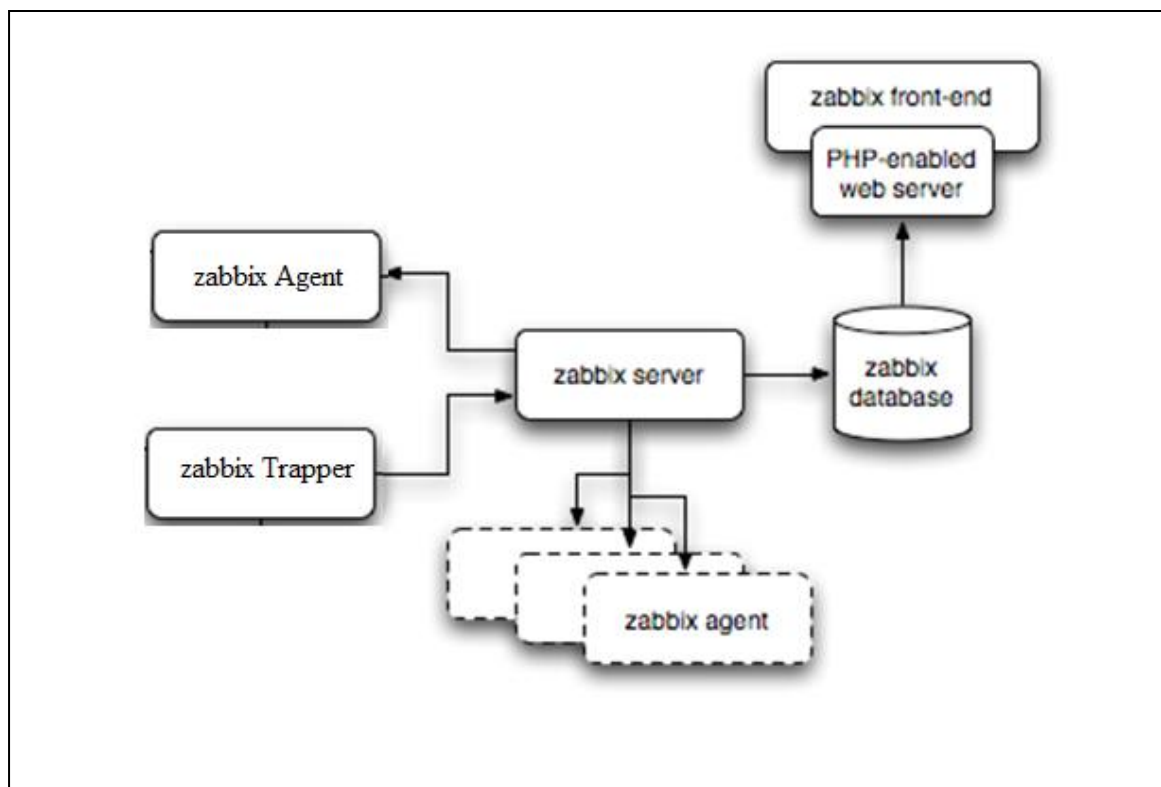 zabbix front-end
PHP-enabled
web server
zabbix Agent
zabbix server
zabbix
database
zabbix Trapper
zabbix agent